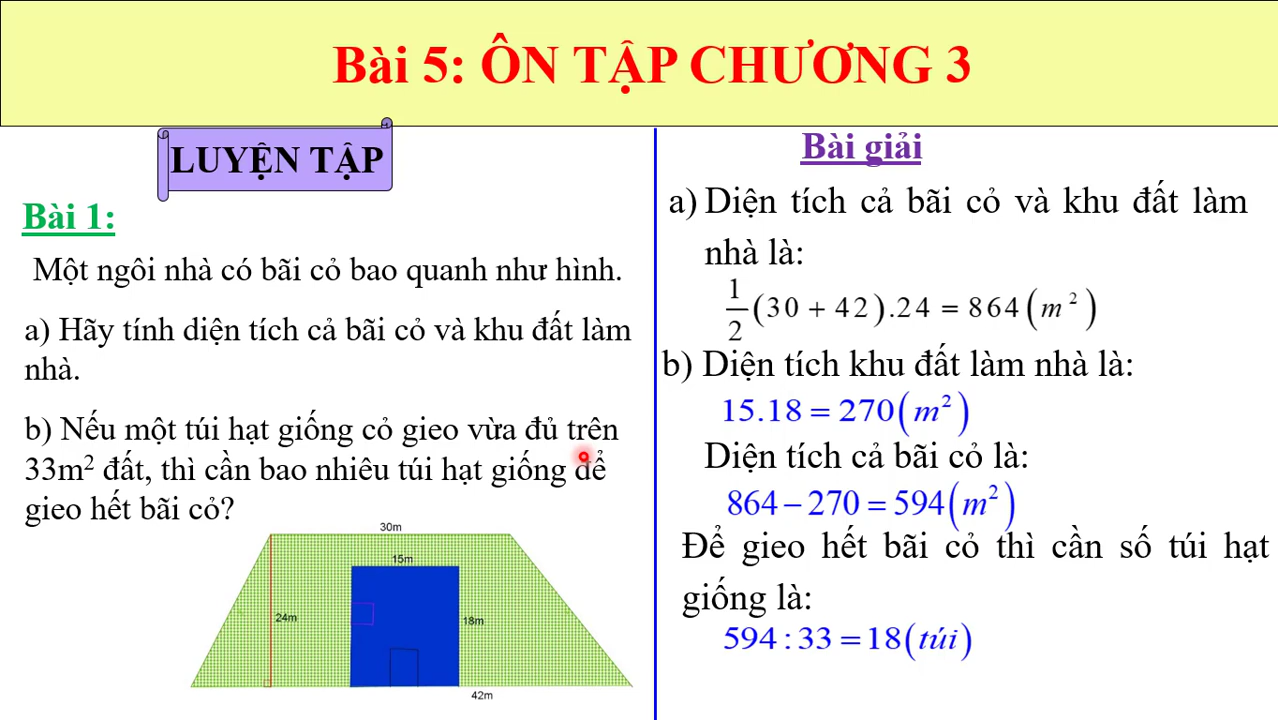 Bài 5: ÔN TẬP CHƯƠNG 3
LUYỆN TẬP
Bài 1:
Một ngôi nhà có bãi cỏ bao quanh như hình.
a) Hãy tính diện tích cả bãi cỏ và khu đất làm
nhà.
b) Nếu một túi hạt giống cỏ gieo vừa đủ trên
33m² đất, thì cần bao nhiêu túi hạt giống để
gieo hết bãi cỏ?
30m
15m
24m
18m
42m
Bài giải
a) Diện tích cả bãi cỏ và khu đất làm
nhà là:
1/2 (30 + 42).24 = 864(m²)
b) Diện tích khu đất làm nhà là:
15.18 = 270(m²)
Diện tích cả bãi cỏ là:
864 – 270 = 594(m²)
Để gieo hết bãi cỏ thì cần số túi hạt
giống là:
594 : 33 = 18(túi)